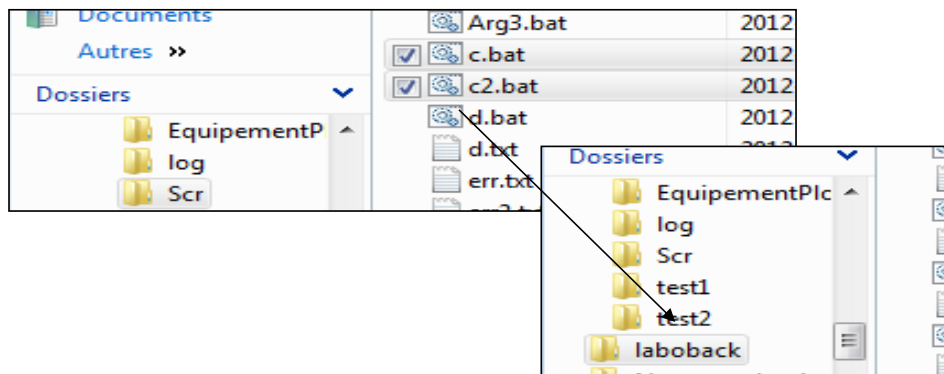 Documents
Autres »
Dossiers
EquipementP
log
Scr
Arg3.bat 2012
c.bat 2012
c2.bat 2012
d.bat 2012
d.txt 2012
err.txt
Dossiers
EquipementPlc
log
Scr
test1
test2
laboback